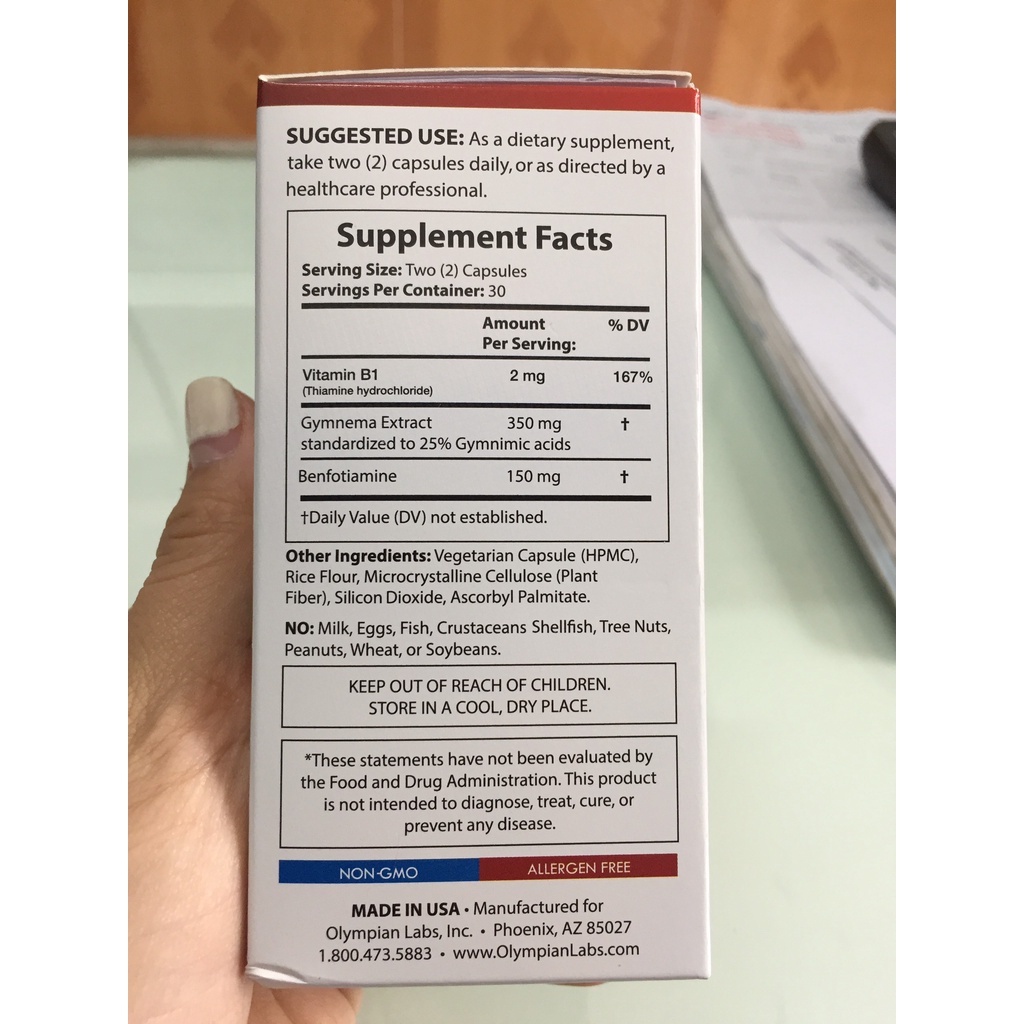 SUGGESTED USE: As a dietary supplement,
take two (2) capsules daily, or as directed by a
healthcare professional.
Supplement Facts
Serving Size: Two (2) Capsules
Servings Per Container: 30
Amount % DV
Per Serving:
Vitamin B1 2 mg 167%
(Thiamine hydrochloride)
Gymnema Extract 350 mg †
standardized to 25% Gymnimic acids
Benfotiamine 150 mg †
†Daily Value (DV) not established.
Other Ingredients: Vegetarian Capsule (HPMC),
Rice Flour, Microcrystalline Cellulose (Plant
Fiber), Silicon Dioxide, Ascorbyl Palmitate.
NO: Milk, Eggs, Fish, Crustaceans Shellfish, Tree Nuts,
Peanuts, Wheat, or Soybeans.
KEEP OUT OF REACH OF CHILDREN.
STORE IN A COOL, DRY PLACE.
*These statements have not been evaluated by
the Food and Drug Administration. This product
is not intended to diagnose, treat, cure, or
prevent any disease.
NON-GMO ALLERGEN FREE
MADE IN USA • Manufactured for
Olympian Labs, Inc. • Phoenix, AZ 85027
1.800.473.5883 • www.OlympianLabs.com